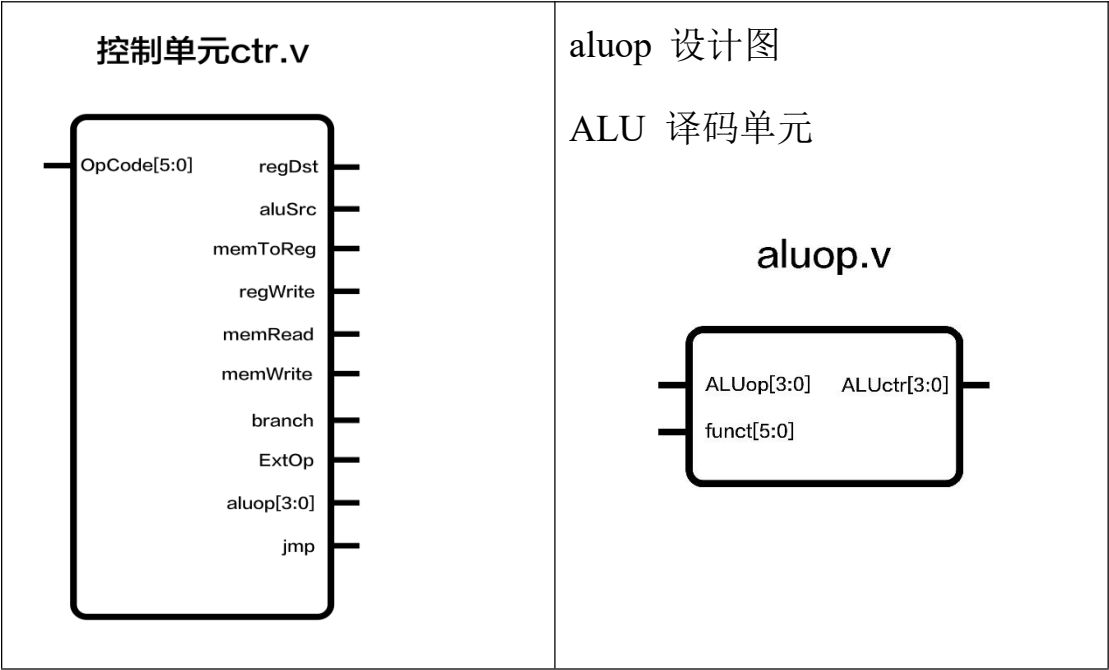 控制单元ctr.v
OpCode[5:0]
regDst
aluSrc
memToReg
regWrite
memRead
memWrite
branch
ExtOp
aluop[3:0]
jmp
aluop 设计图
ALU 译码单元
aluop.v
ALUop[3:0] ALUctr[3:0]
funct[5:0]